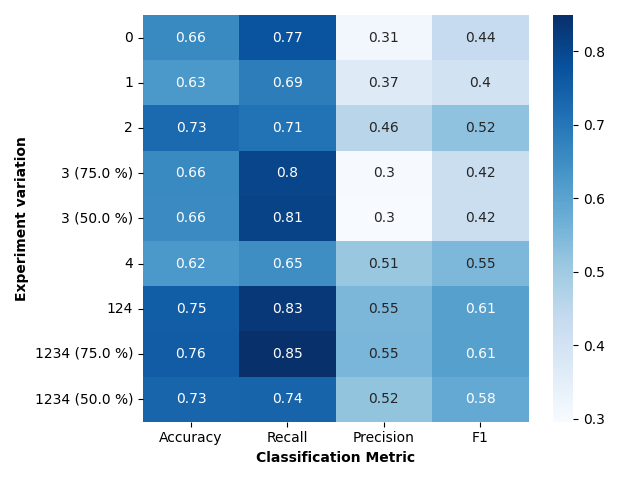 0 0.66 0.77 0.31 0.44
1 0.63 0.69 0.37 0.4
2 0.73 0.71 0.46 0.52
3 (75.0 %) 0.66 0.8 0.3 0.42
3 (50.0 %) 0.66 0.81 0.3 0.42
4 0.62 0.65 0.51 0.55
124 0.75 0.83 0.55 0.61
1234 (75.0 %) 0.76 0.85 0.55 0.61
1234 (50.0 %) 0.73 0.74 0.52 0.58
Accuracy Recall Precision F1
Classification Metric
Experiment variation
0.8
0.7
0.6
0.5
0.4
0.3